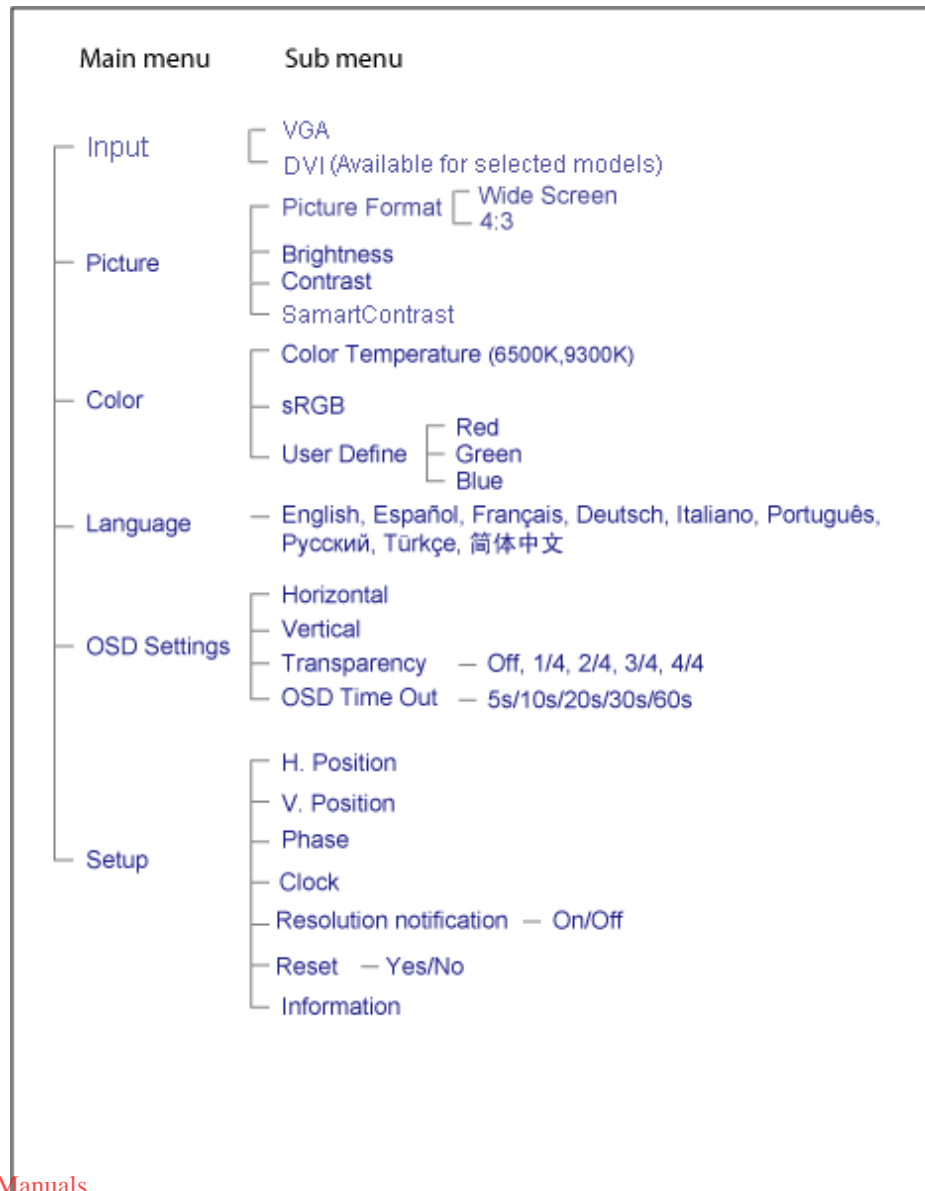 Main menu Sub menu
Input
VGA
DVI (Available for selected models)
Picture
Picture Format
Wide Screen
4:3
Brightness
Contrast
SamartContrast
Color
Color Temperature (6500K,9300K)
sRGB
User Define
Red
Green
Blue
Language
English, Español, Français, Deutsch, Italiano, Português,
Русский, Türkçe, 简体中文
OSD Settings
Horizontal
Vertical
Transparency — Off, 1/4, 2/4, 3/4, 4/4
OSD Time Out — 5s/10s/20s/30s/60s
Setup
H. Position
V. Position
Phase
Clock
Resolution notification — On/Off
Reset — Yes/No
Information
Manuals